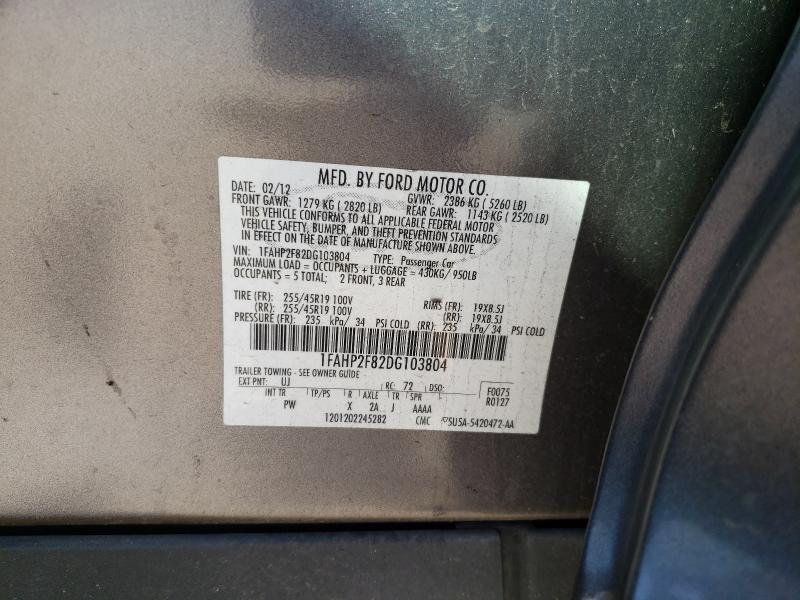 MFD. BY FORD MOTOR CO.
DATE: 02/12 GVWR: 2386 KG ( 5260 LB)
FRONT GAWR: 1279 KG ( 2820 LB) REAR GAWR: 1143 KG ( 2520 LB)
THIS VEHICLE CONFORMS TO ALL APPLICABLE FEDERAL MOTOR
VEHICLE SAFETY, BUMPER, AND THEFT PREVENTION STANDARDS
IN EFFECT ON THE DATE OF MANUFACTURE SHOWN ABOVE.
VIN: 1FAHP2F82DG103804 TYPE: Passenger Car
MAXIMUM LOAD = OCCUPANTS + LUGGAGE = 430KG/ 950LB
OCCUPANTS = 5 TOTAL: 2 FRONT, 3 REAR
TIRE (FR): 255/45R19 100V RIMS (FR): 19X8.5J
(RR): 255/45R19 100V (RR): 19X8.5J
PRESSURE (FR): 235 kPa/ 34 PSI COLD (RR): 235 kPa/ 34 PSI COLD
1FAHP2F82DG103804
TRAILER TOWING - SEE OWNER GUIDE
EXT PNT: UJ RC: 72 DSO: F0075
INT TR TP/PS R AXLE TR SPR R0127
PW X 2A J AAAA
1201202245282 CMC SUSA-5420472-AA